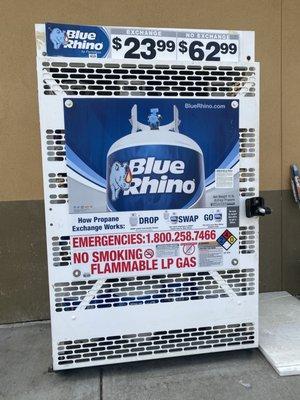 Blue Rhino
EXCHANGE
NO EXCHANGE
$23 99
$62 99
BlueRhino.com
Blue Rhino
How Propane Exchange Works:
DROP
SWAP
GO
EMERGENCIES:1.800.258.7466
NO SMOKING
FLAMMABLE LP GAS